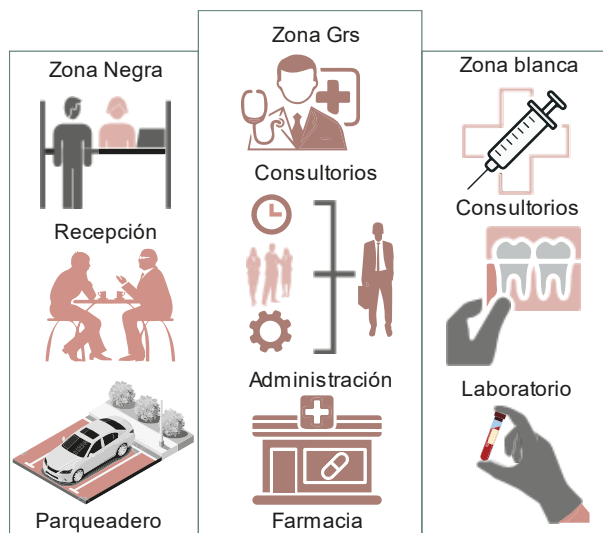 Zona Negra
Recepción
Parqueadero
Zona Grs
Consultorios
Administración
Farmacia
Zona blanca
Consultorios
Laboratorio